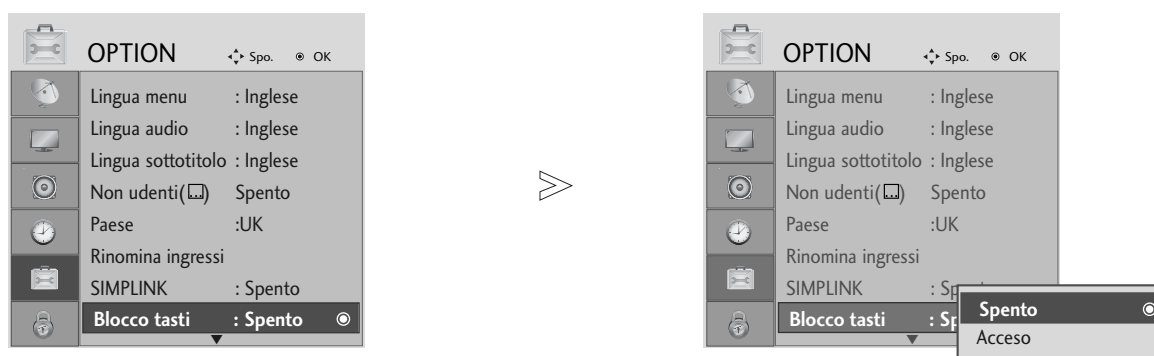 OPTION
Spo. OK
Lingua menu : Inglese
Lingua audio : Inglese
Lingua sottotitolo : Inglese
Non udenti( ) Spento
Paese :UK
Rinomina ingressi
SIMPLINK : Spento
Blocco tasti : Spento
OPTION
Spo. OK
Lingua menu : Inglese
Lingua audio : Inglese
Lingua sottotitolo : Inglese
Non udenti( ) Spento
Paese :UK
Rinomina ingressi
SIMPLINK : Sp
Blocco tasti : Sp
Spento
Acceso